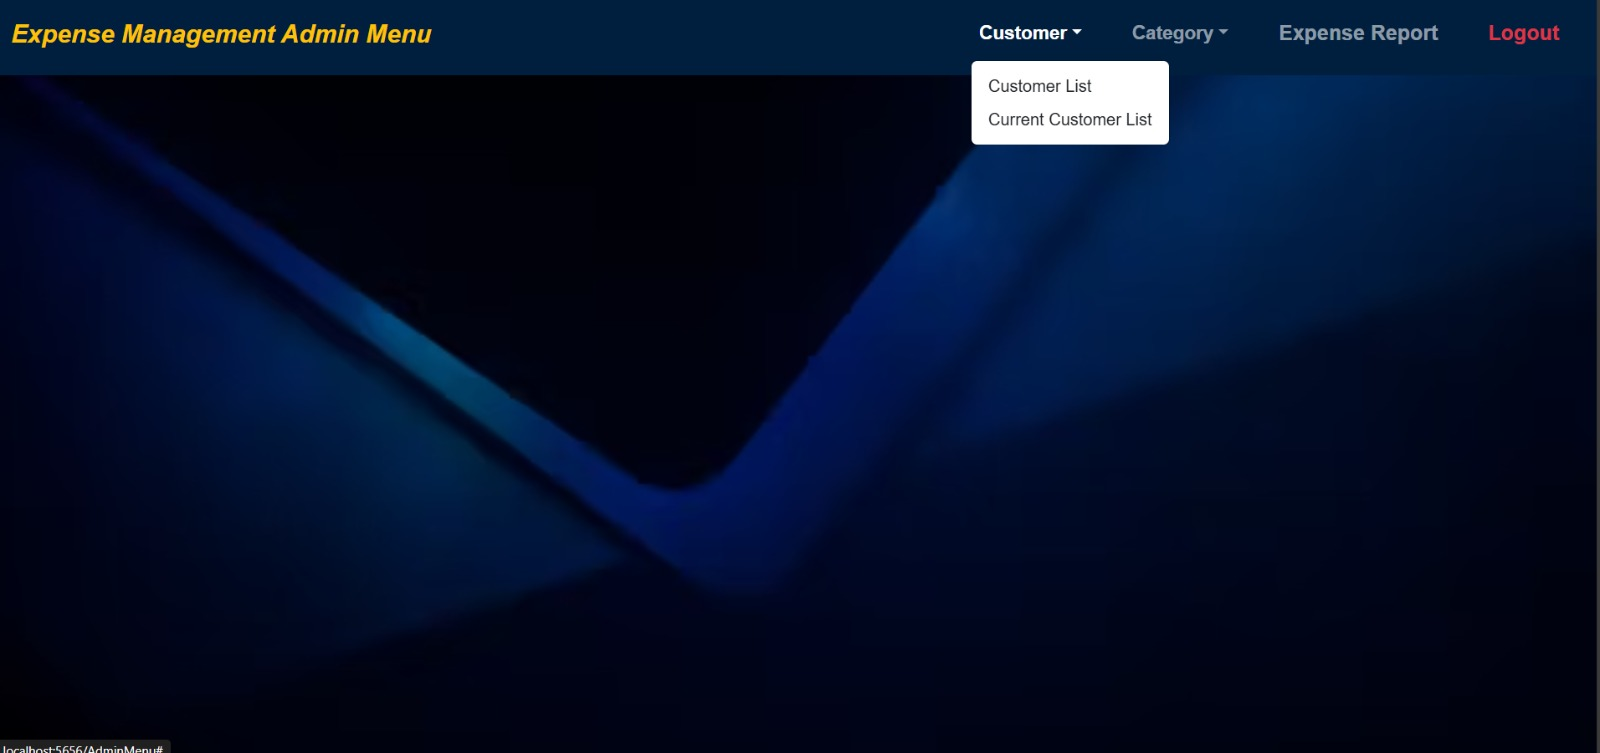 Expense Management Admin Menu
Customer
Category
Expense Report
Logout
Customer List
Current Customer List
localhost:5656/AdminMenu#